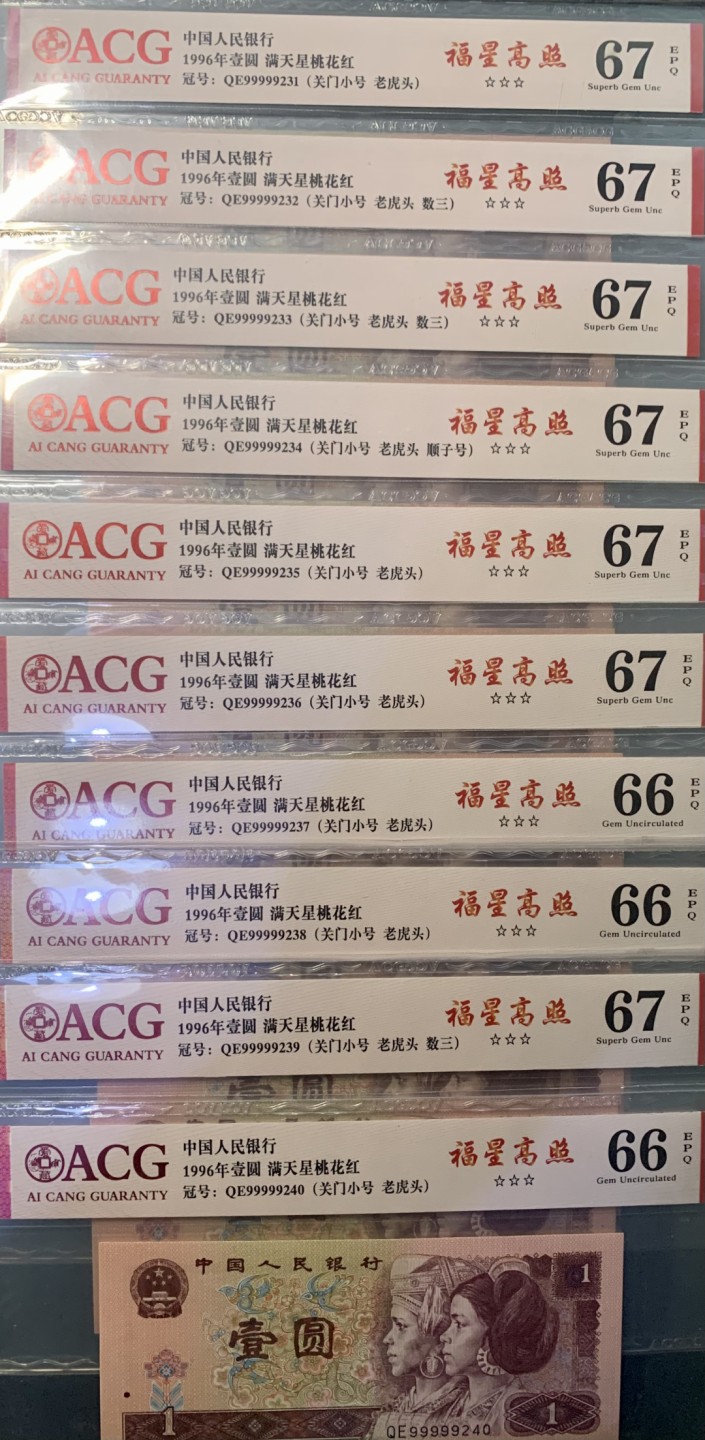 ACG
AI CANG GUARANTY
中国人民银行
1996年壹圆 满天星桃花红
冠号：QE99999231（关门小号 老虎头）
福星高照
☆☆☆
67
EPQ
Superb Gem Unc
ACG
AI CANG GUARANTY
中国人民银行
1996年壹圆 满天星桃花红
冠号：QE99999232（关门小号 老虎头 数三）
福星高照
☆☆☆
67
EPQ
Superb Gem Unc
ACG
AI CANG GUARANTY
中国人民银行
1996年壹圆 满天星桃花红
冠号：QE99999233（关门小号 老虎头 数三）
福星高照
☆☆☆
67
EPQ
Superb Gem Unc
ACG
AI CANG GUARANTY
中国人民银行
1996年壹圆 满天星桃花红
冠号：QE99999234（关门小号 老虎头 顺子号）
福星高照
☆☆☆
67
EPQ
Superb Gem Unc
ACG
AI CANG GUARANTY
中国人民银行
1996年壹圆 满天星桃花红
冠号：QE99999235（关门小号 老虎头）
福星高照
☆☆☆
67
EPQ
Superb Gem Unc
ACG
AI CANG GUARANTY
中国人民银行
1996年壹圆 满天星桃花红
冠号：QE99999236（关门小号 老虎头）
福星高照
☆☆☆
67
EPQ
Superb Gem Unc
ACG
AI CANG GUARANTY
中国人民银行
1996年壹圆 满天星桃花红
冠号：QE99999237（关门小号 老虎头）
福星高照
☆☆☆
66
EPQ
Gem Uncirculated
ACG
AI CANG GUARANTY
中国人民银行
1996年壹圆 满天星桃花红
冠号：QE99999238（关门小号 老虎头）
福星高照
☆☆☆
66
EPQ
Gem Uncirculated
ACG
AI CANG GUARANTY
中国人民银行
1996年壹圆 满天星桃花红
冠号：QE99999239（关门小号 老虎头 数三）
福星高照
☆☆☆
67
EPQ
Superb Gem Unc
ACG
AI CANG GUARANTY
中国人民银行
1996年壹圆 满天星桃花红
冠号：QE99999240（关门小号 老虎头）
福星高照
☆☆☆
66
EPQ
Gem Uncirculated
中国人民银行
1
壹圆
1
QE99999240
1